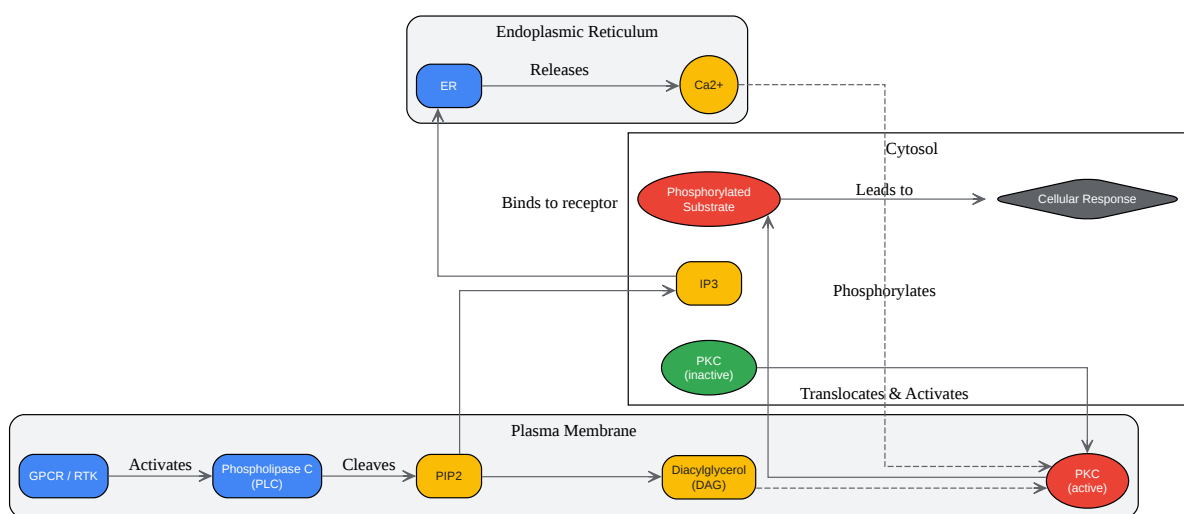 Endoplasmic Reticulum
ER
Releases
Ca2+
Cytosol
Phosphorylated
Substrate
Leads to
Cellular Response
Binds to receptor
IP3
Phosphorylates
PKC
(inactive)
Translocates & Activates
Plasma Membrane
GPCR / RTK
Activates
Phospholipase C
(PLC)
Cleaves
PIP2
Diacylglycerol
(DAG)
PKC
(active)